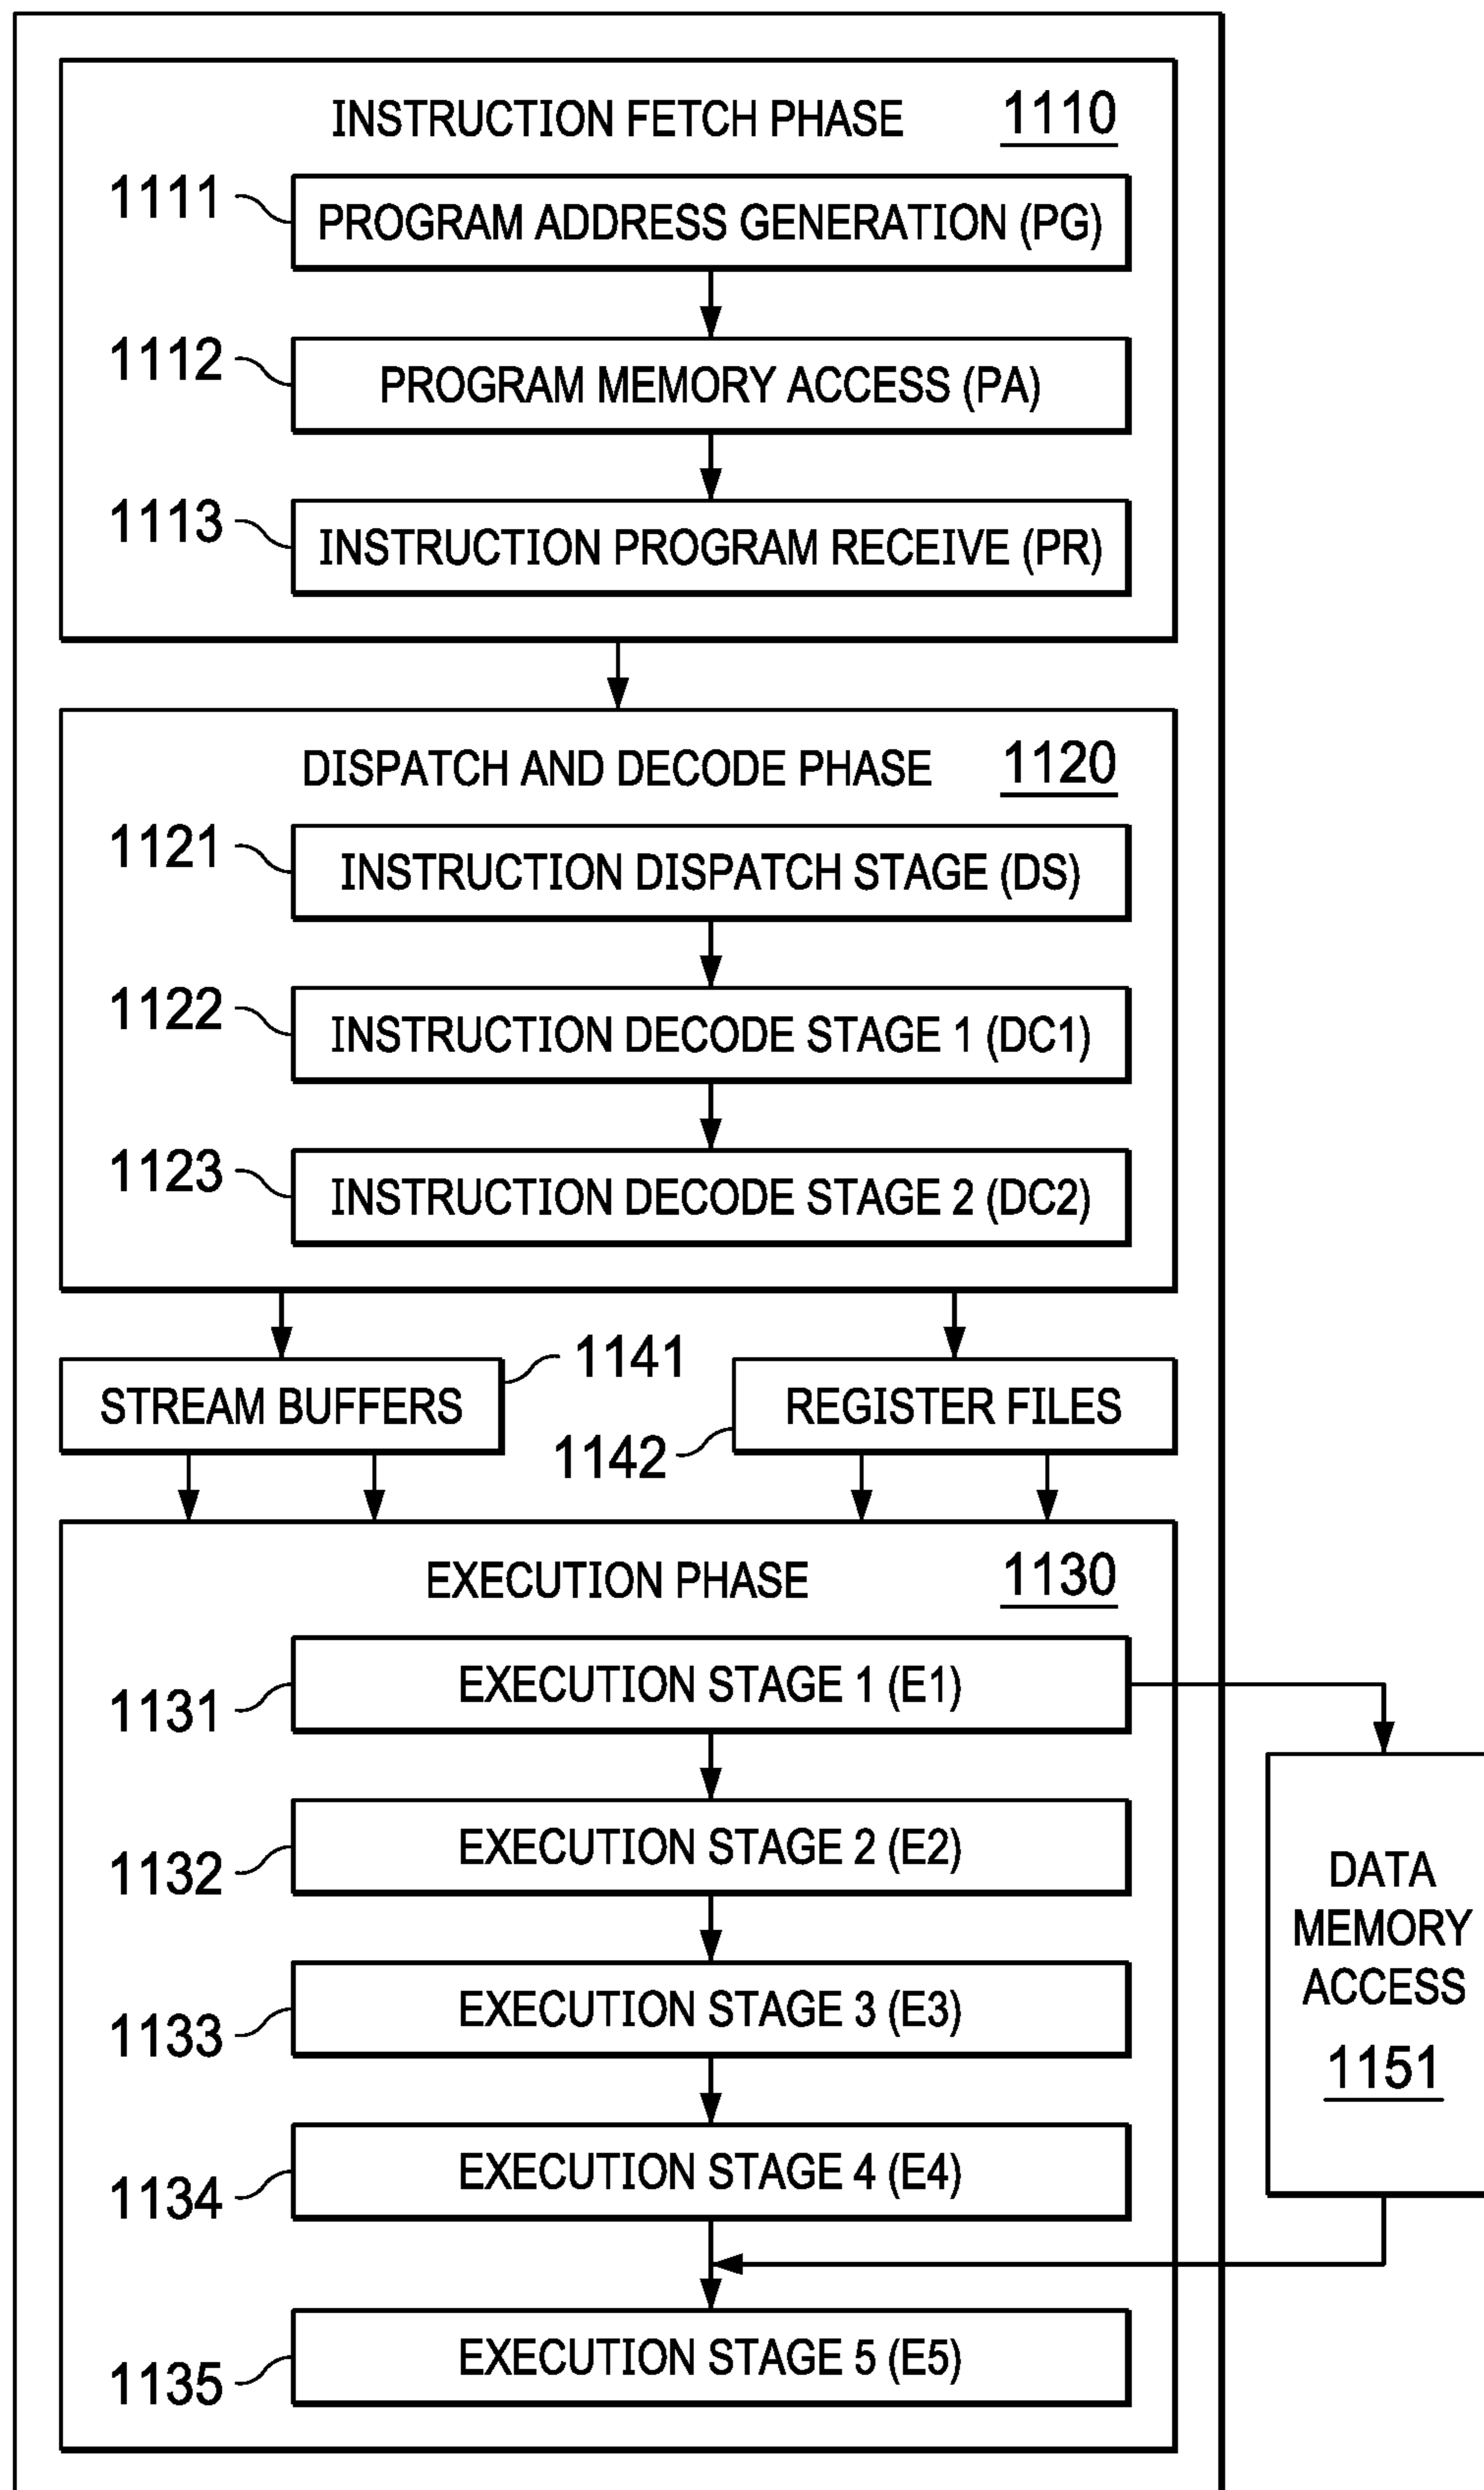 INSTRUCTION FETCH PHASE 1110
1111 PROGRAM ADDRESS GENERATION (PG)
1112 PROGRAM MEMORY ACCESS (PA)
1113 INSTRUCTION PROGRAM RECEIVE (PR)
DISPATCH AND DECODE PHASE 1120
1121 INSTRUCTION DISPATCH STAGE (DS)
1122 INSTRUCTION DECODE STAGE 1 (DC1)
1123 INSTRUCTION DECODE STAGE 2 (DC2)
STREAM BUFFERS 1141
1142 REGISTER FILES
EXECUTION PHASE 1130
1131 EXECUTION STAGE 1 (E1)
1132 EXECUTION STAGE 2 (E2)
1133 EXECUTION STAGE 3 (E3)
1134 EXECUTION STAGE 4 (E4)
1135 EXECUTION STAGE 5 (E5)
DATA
MEMORY
ACCESS
1151